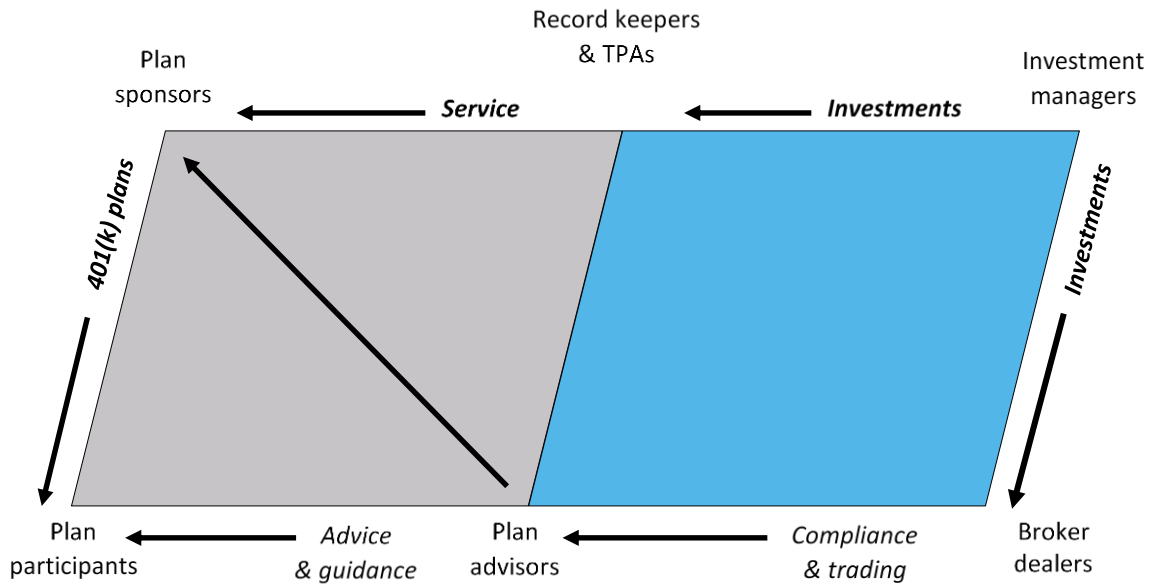 Record keepers
& TPAs
Plan
sponsors
Investment
managers
Service
Investments
401(k) plans
Investments
Plan
participants
Advice
& guidance
Plan
advisors
Compliance
& trading
Broker
dealers